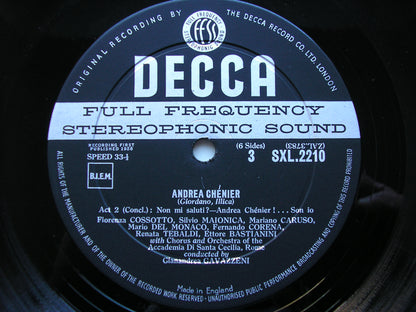 ORIGINAL RECORDING BY
THE DECCA RECORD CO. LTD. LONDON
FULL FREQUENCY
STEREOPHONIC SOUND
FFSS
DECCA
FULL FREQUENCY
STEREOPHONIC SOUND
RECORDING FIRST
PUBLISHED 1960
SPEED 33⅓
(6 Sides)
3
(ZAL.3783)
SXL.2210
B.I.E.M.
ANDREA CHÉNIER
(Giordano, Illica)
Act 2 (Concl.): Non mi saluti?—Andrea Chénier!...Son io
Fiorenza COSSOTTO, Silvio MAIONICA, Mariano CARUSO,
Mario DEL MONACO, Fernando CORENA,
Renata TEBALDI, Ettore BASTIANINI
with Chorus and Orchestra of the
Accademia Di Santa Cecilia, Rome
conducted by
Gianandrea GAVAZZENI
Made in England
ALL RIGHTS OF THE MANUFACTURER AND OF THE OWNER OF THE RECORDED WORK RESERVED · UNAUTHORISED PUBLIC PERFORMANCE, BROADCASTING AND COPYING OF THIS RECORD PROHIBITED